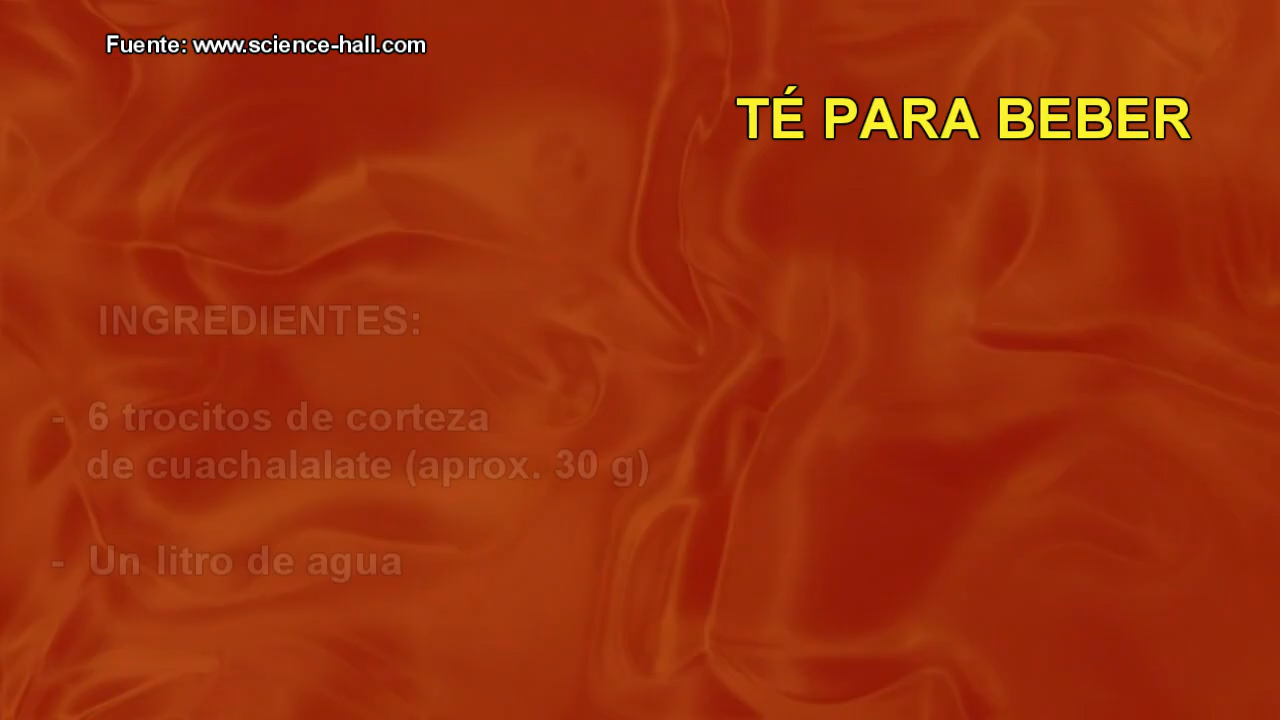 Fuente: www.science-hall.com
TÉ PARA BEBER
INGREDIENTES:
- 6 trocitos de corteza
de cuachalalate (aprox. 30 g)
- Un litro de agua